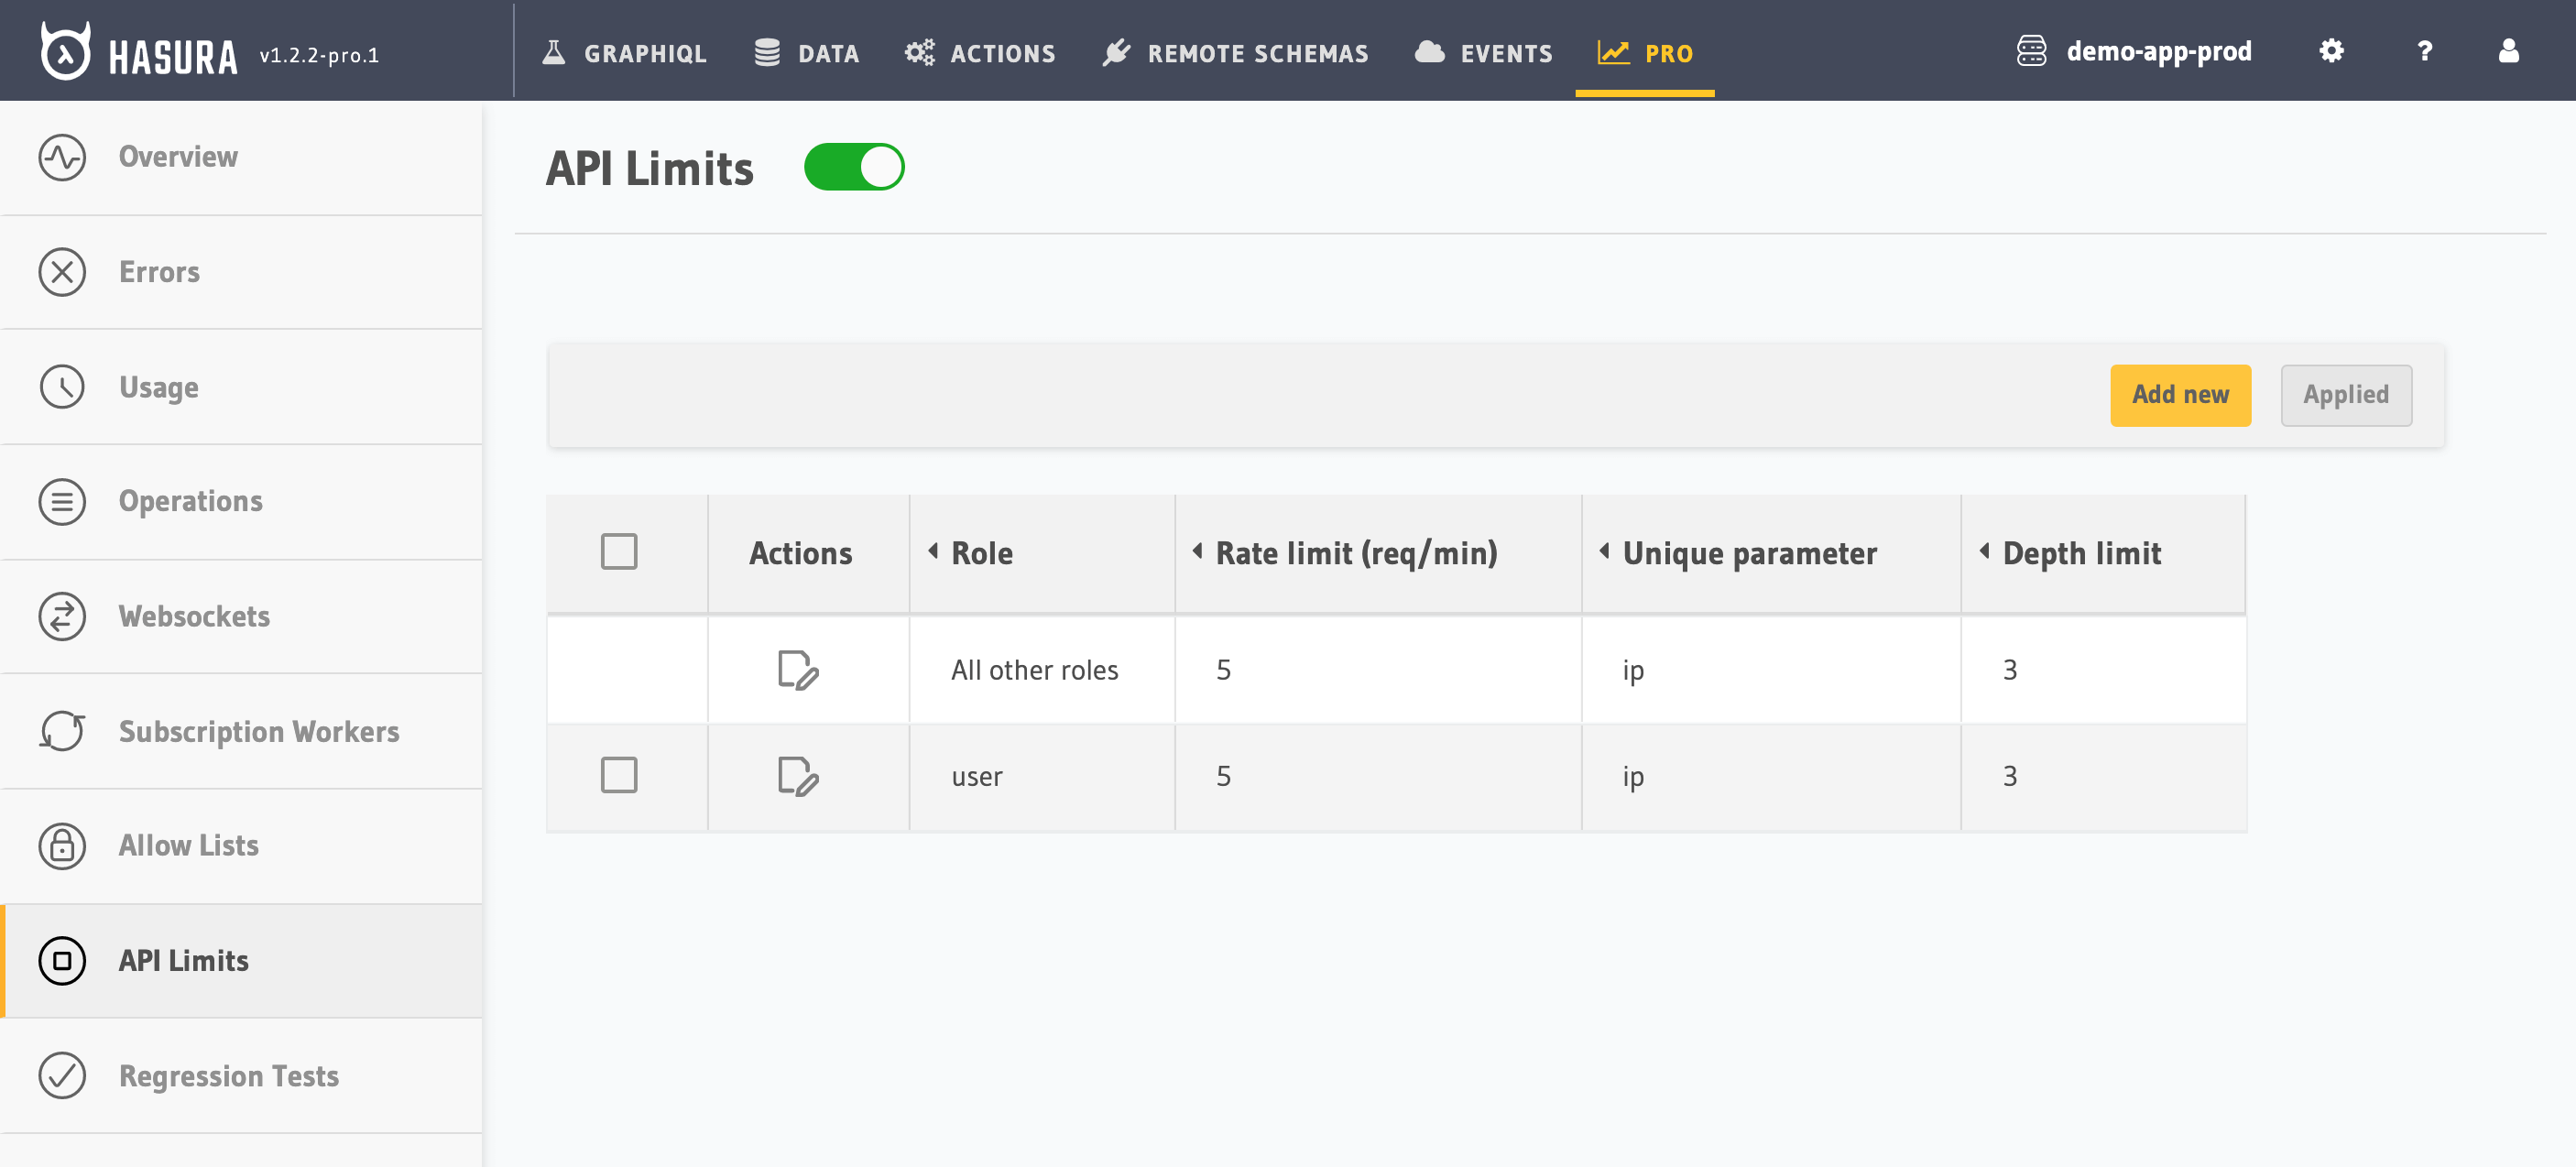 HASURA v1.2.2-pro.1 GRAPHIQL DATA ACTIONS REMOTE SCHEMAS EVENTS PRO demo-app-prod ?
Overview
Errors
Usage
Operations
Websockets
Subscription Workers
Allow Lists
API Limits
Regression Tests
API Limits
Add new Applied
Actions Role Rate limit (req/min) Unique parameter Depth limit
All other roles 5 ip 3
user 5 ip 3